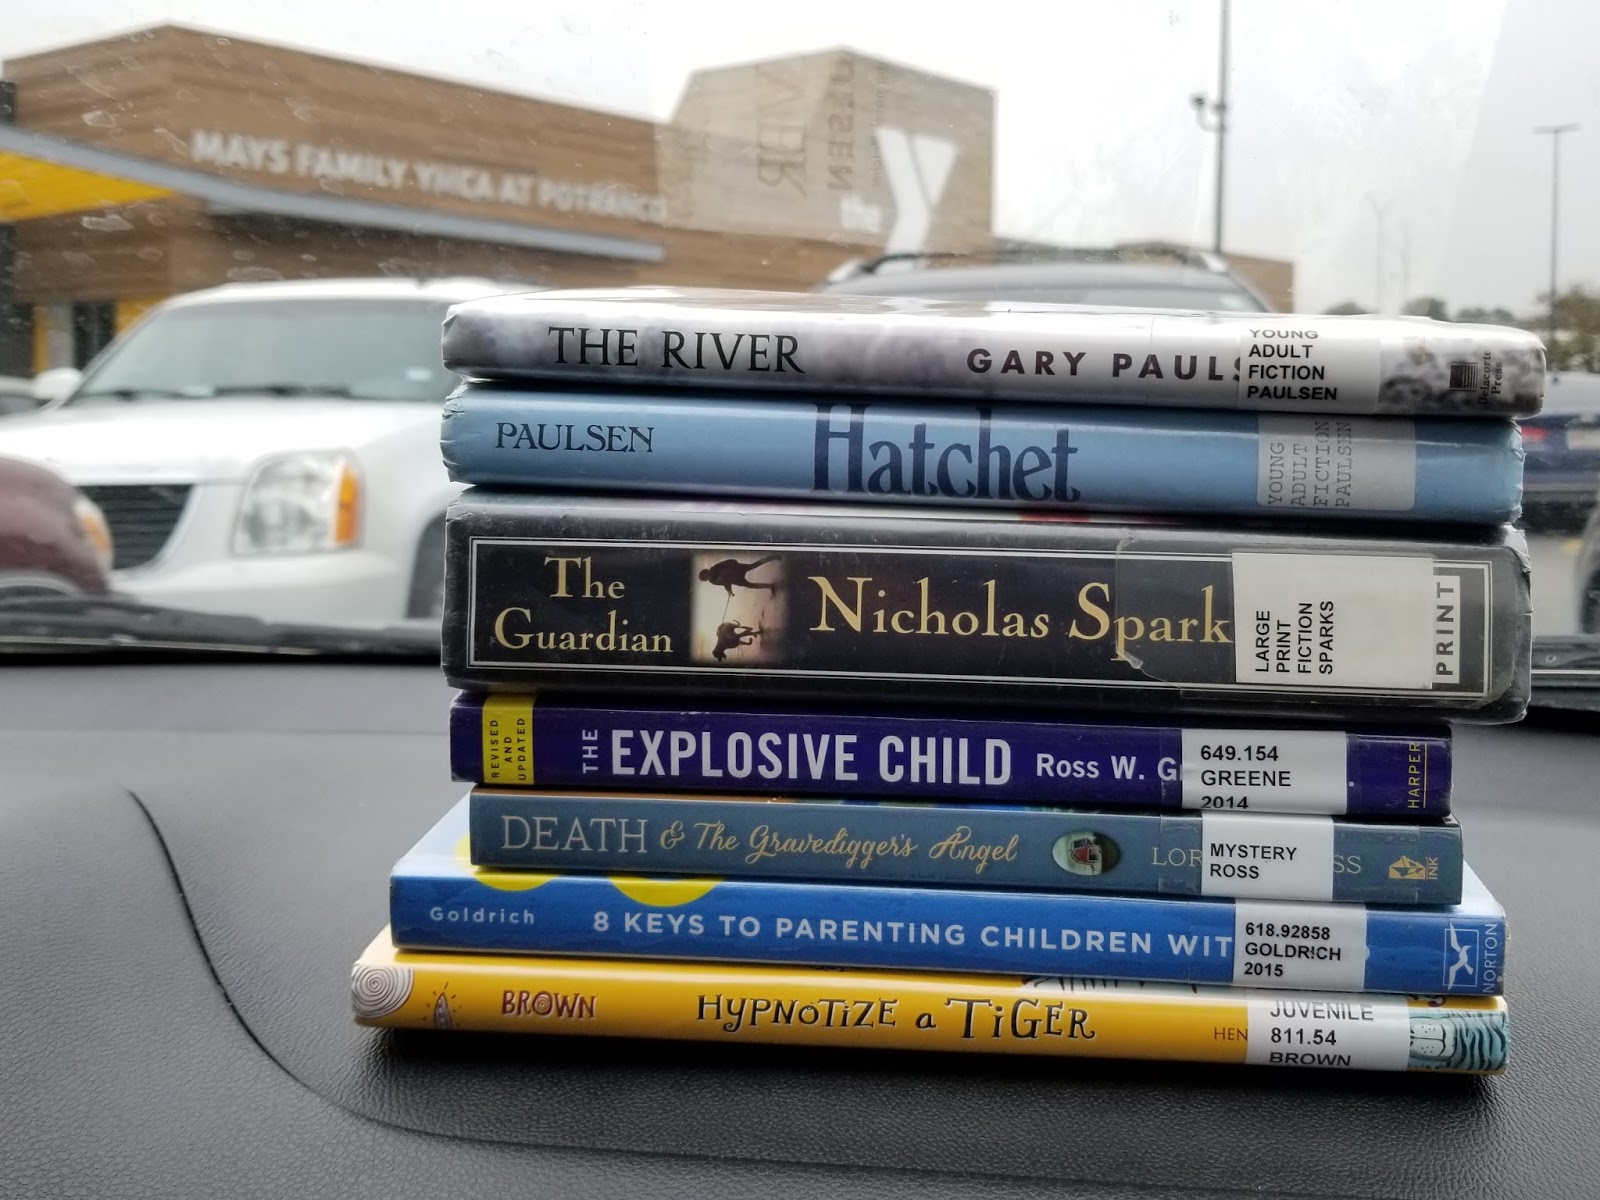 MAYS FAMILY YMCA AT POTRANCO
the Y
THE RIVER GARY PAULS
YOUNG
ADULT
FICTION
PAULSEN
Delacorte
Press
PAULSEN Hatchet
YOUNG
ADULT
FICTION
PAULSEN
The
Guardian
Nicholas Spark
LARGE
PRINT
FICTION
SPARKS
PRINT
REVISED
AND
UPDATED
THE EXPLOSIVE CHILD Ross W. G
649.154
GREENE
2014
HARPER
DEATH & The Gravedigger's Angel LOR
MYSTERY
ROSS
SS
INK
Goldrich 8 KEYS TO PARENTING CHILDREN WIT
618.92858
GOLDRICH
2015
NORTON
BROWN HYPNOTIZE a TIGER HEN
JUVENILE
811.54
BROWN